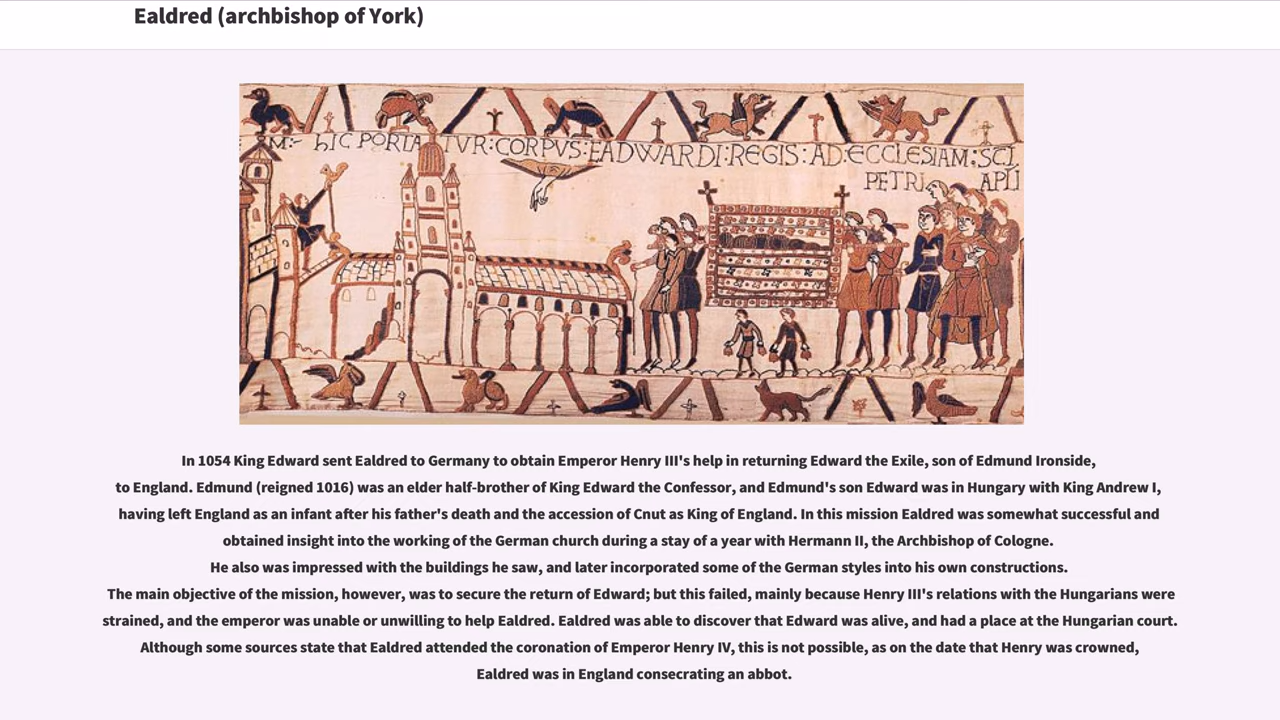 Ealdred (archbishop of York)
M:- hIC PORTATVR:CORPVS:EADWARDI:REGIS:AD:ECCLESIAM:SCI
PETRI APLI
In 1054 King Edward sent Ealdred to Germany to obtain Emperor Henry III's help in returning Edward the Exile, son of Edmund Ironside,
to England. Edmund (reigned 1016) was an elder half-brother of King Edward the Confessor, and Edmund's son Edward was in Hungary with King Andrew I,
having left England as an infant after his father's death and the accession of Cnut as King of England. In this mission Ealdred was somewhat successful and
obtained insight into the working of the German church during a stay of a year with Hermann II, the Archbishop of Cologne.
He also was impressed with the buildings he saw, and later incorporated some of the German styles into his own constructions.
The main objective of the mission, however, was to secure the return of Edward; but this failed, mainly because Henry III's relations with the Hungarians were
strained, and the emperor was unable or unwilling to help Ealdred. Ealdred was able to discover that Edward was alive, and had a place at the Hungarian court.
Although some sources state that Ealdred attended the coronation of Emperor Henry IV, this is not possible, as on the date that Henry was crowned,
Ealdred was in England consecrating an abbot.